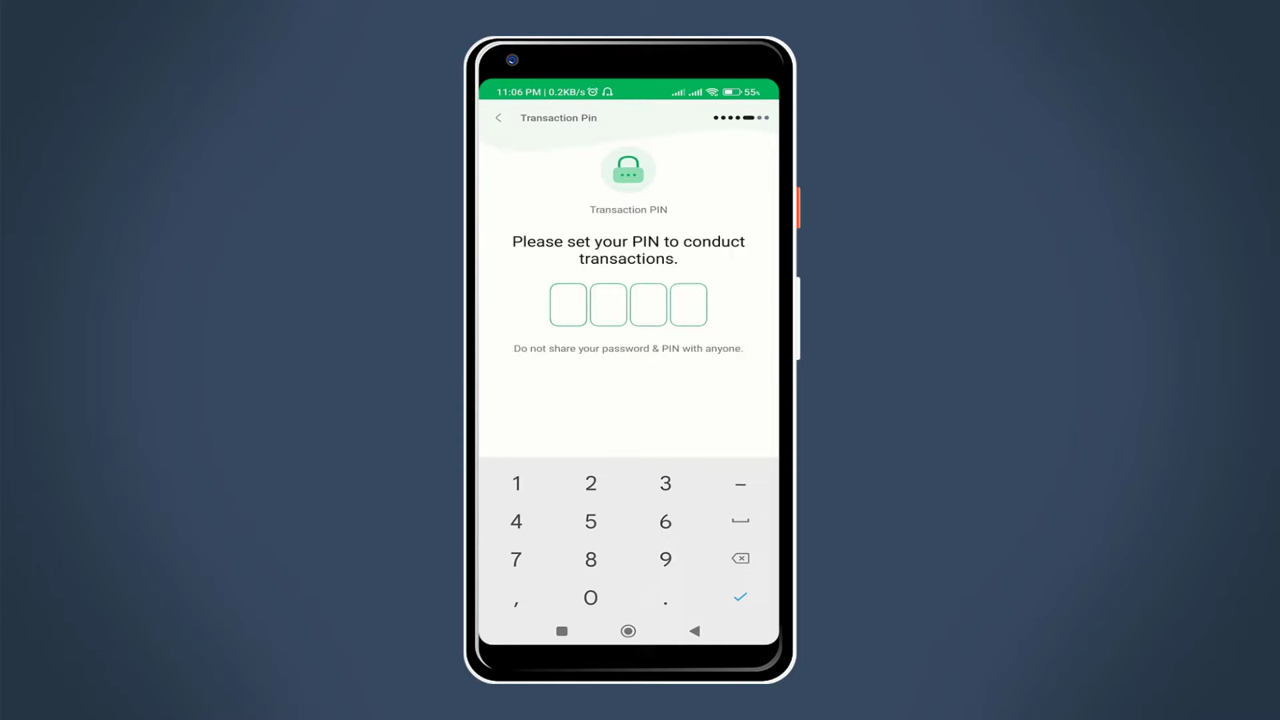 11:06 PM | 0.2KB/s 55%
Transaction Pin
Transaction PIN
Please set your PIN to conduct
transactions.
Do not share your password & PIN with anyone.
1 2 3 –
4 5 6
7 8 9
, 0 .